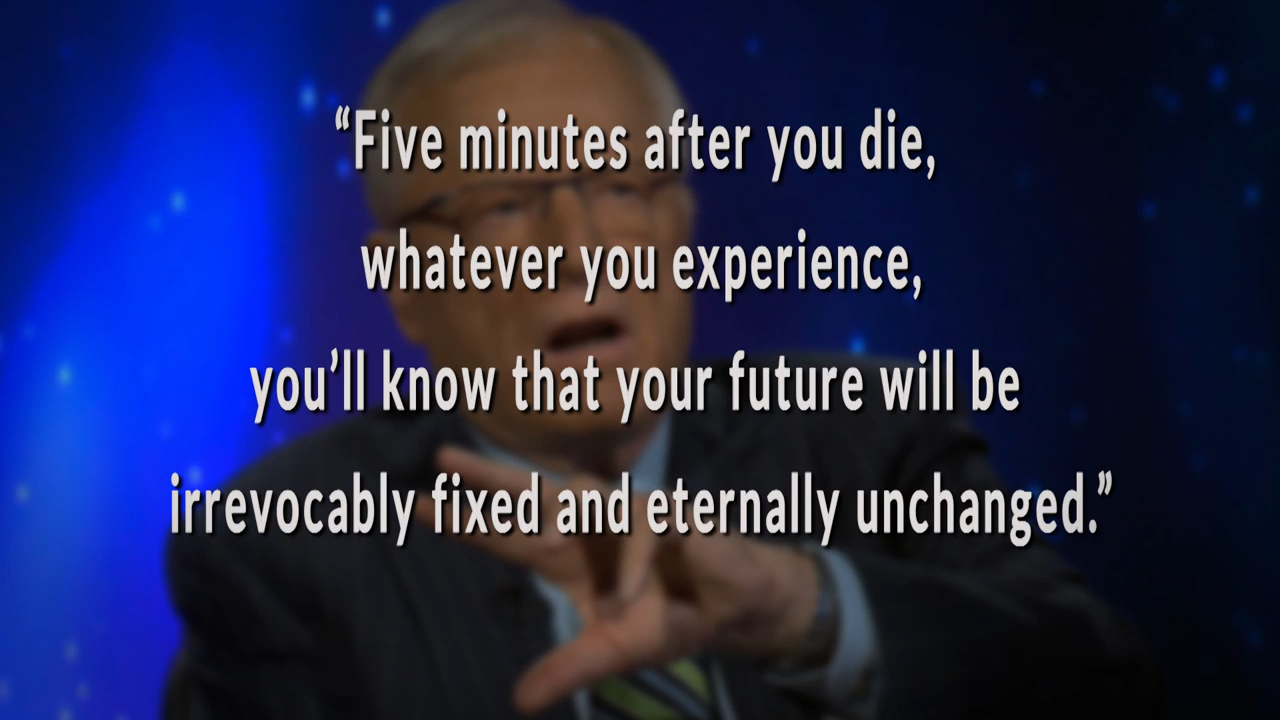 “Five minutes after you die,
whatever you experience,
you’ll know that your future will be
irrevocably fixed and eternally unchanged.”